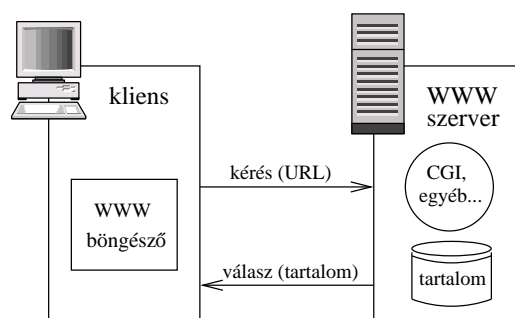 kliens
WWW
böngésző
kérés (URL)
válasz (tartalom)
WWW
szerver
CGI,
egyéb...
tartalom